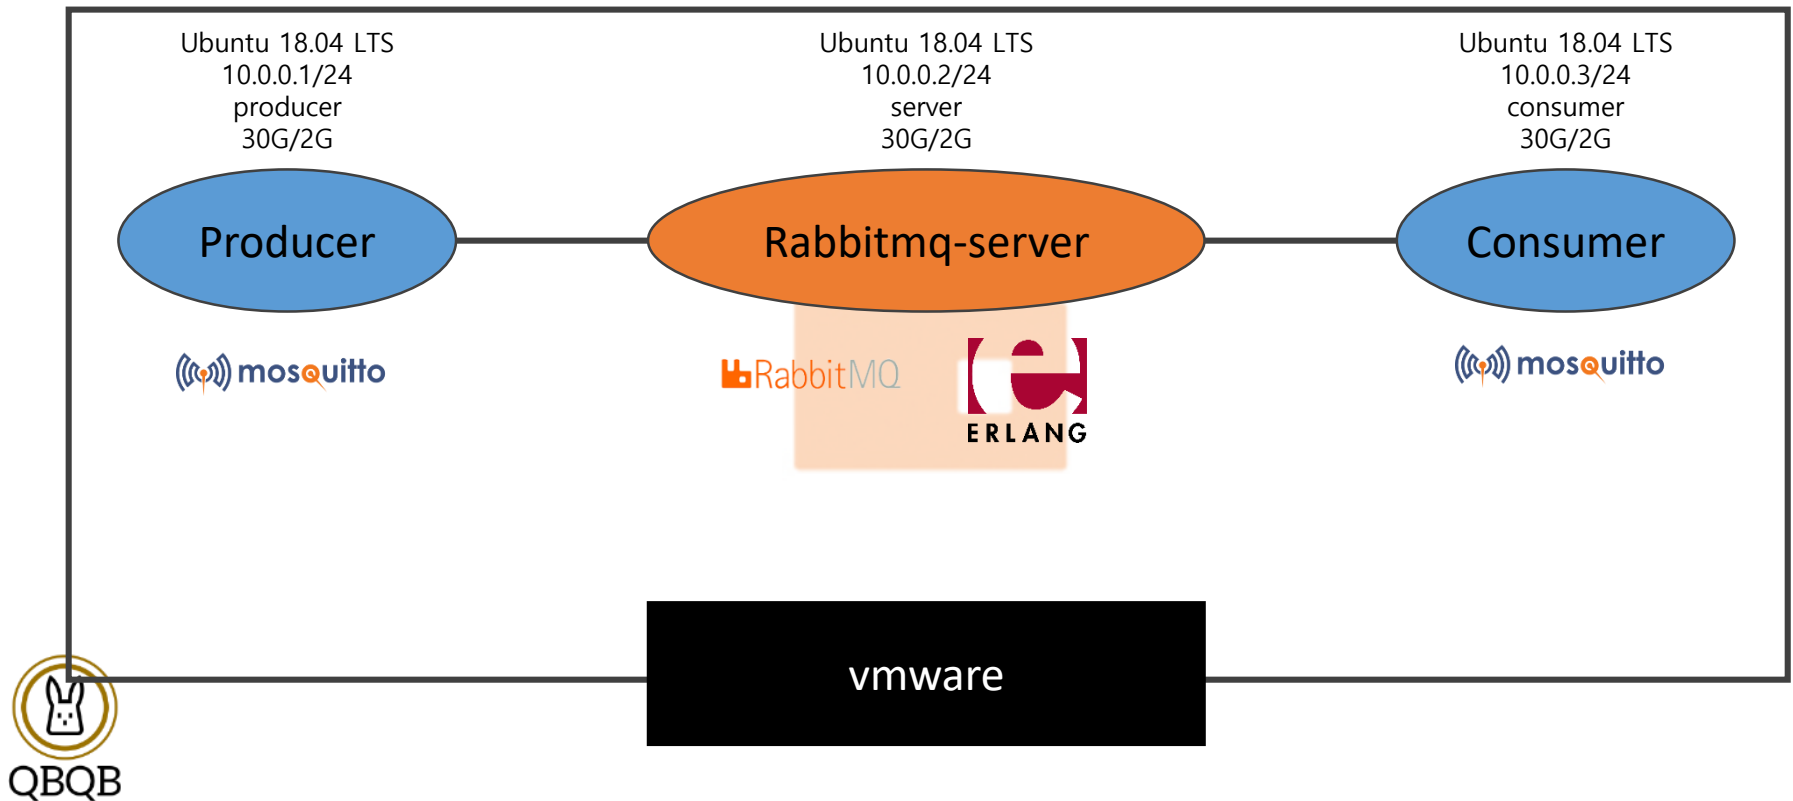 Ubuntu 18.04 LTS
10.0.0.1/24
producer
30G/2G
Ubuntu 18.04 LTS
10.0.0.2/24
server
30G/2G
Ubuntu 18.04 LTS
10.0.0.3/24
consumer
30G/2G
Producer
Rabbitmq-server
Consumer
mosquitto
RabbitMQ
ERLANG
mosquitto
vmware
QBQB